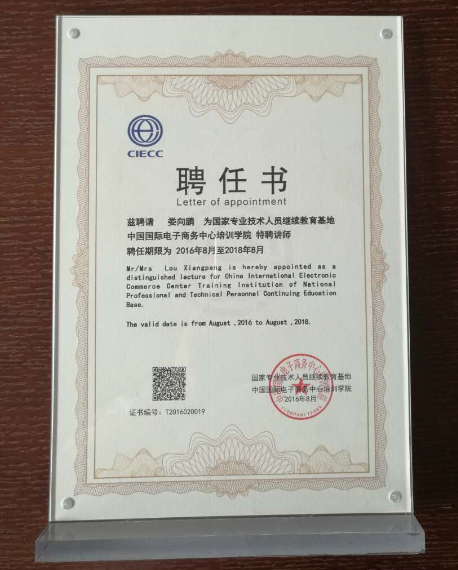 CIECC
聘任书
Letter of appointment
兹聘请 娄向鹏 为国家专业技术人员继续教育基地
中国国际电子商务中心培训学院 特聘讲师
聘任期限为 2016年8月至2018年8月
Mr/Mrs Lou Xiangpeng is hereby appointed as a
distinguished lecture for China International Electronic
Commerce Center Training Institution of National
Professional and Technical Personnel Continuing Education
Base.
The valid date is from August ,2016 to August ,2018.
国家专业技术人员继续教育基地
中国国际电子商务中心培训学院
2016年8月
证书编号: T2016020019